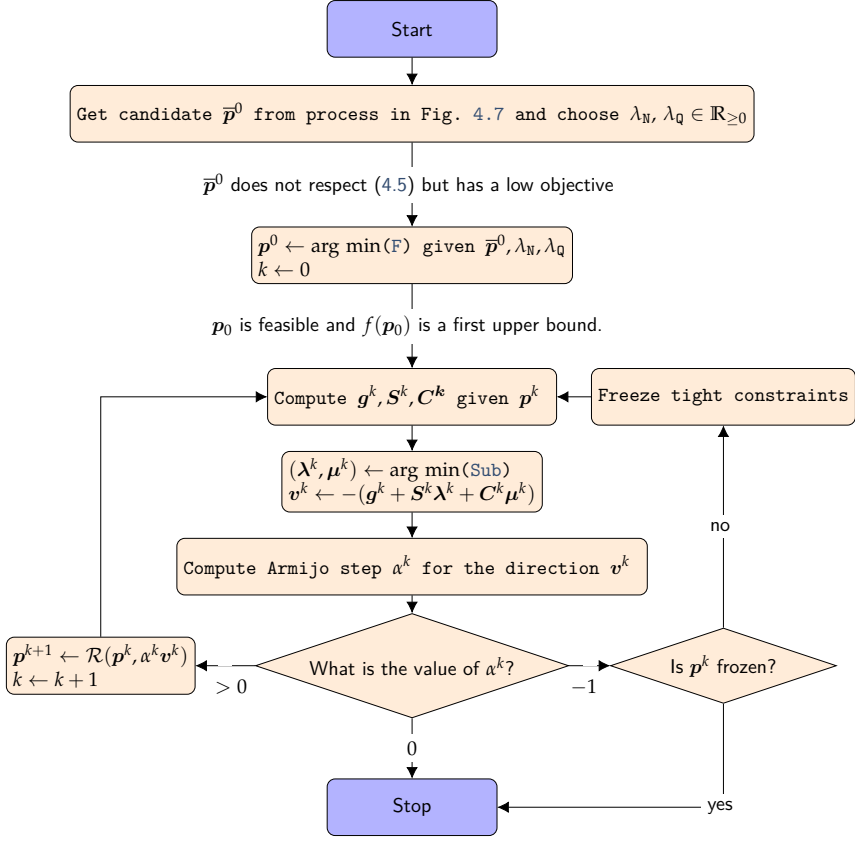 Start
Get candidate p̅⁰ from process in Fig. 4.7 and choose λ_N, λ_Q ∈ ℝ_≥0
p̅⁰ does not respect (4.5) but has a low objective
p⁰ ← arg min(F) given p̅⁰, λ_N, λ_Q
k ← 0
p₀ is feasible and f(p₀) is a first upper bound.
Compute gᵏ, Sᵏ, Cᵏ given pᵏ
Freeze tight constraints
(λᵏ, μᵏ) ← arg min(Sub)
vᵏ ← −(gᵏ + Sᵏλᵏ + Cᵏμᵏ)
no
Compute Armijo step αᵏ for the direction vᵏ
pᵏ⁺¹ ← ℛ(pᵏ, αᵏvᵏ)
k ← k + 1
> 0
What is the value of αᵏ?
−1
Is pᵏ frozen?
0
Stop
yes